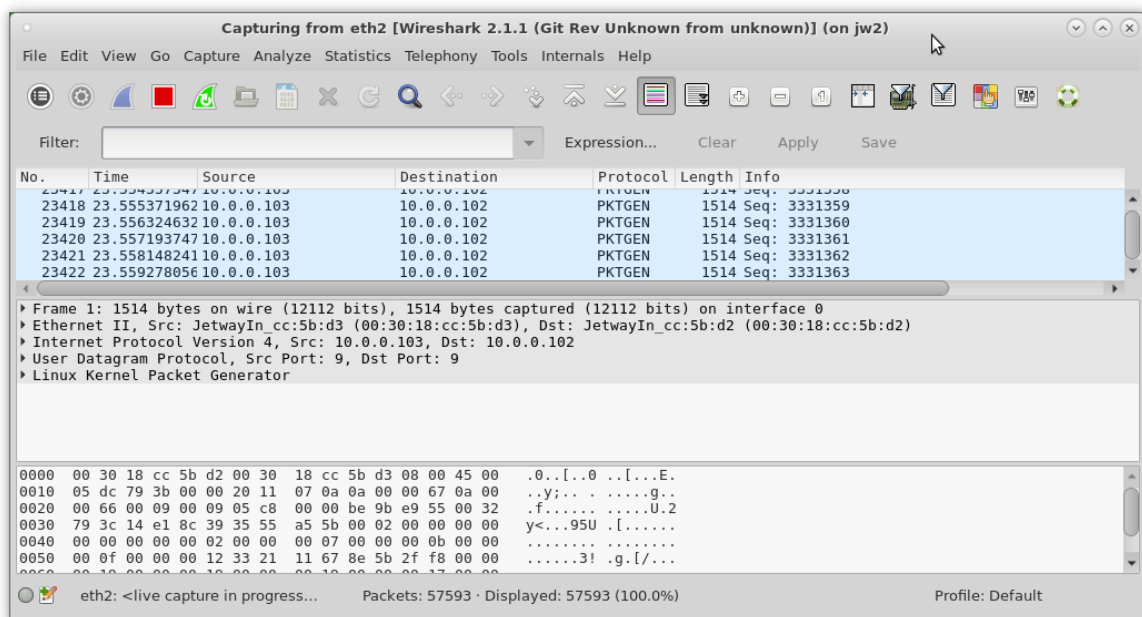 Capturing from eth2 [Wireshark 2.1.1 (Git Rev Unknown from unknown)] (on jw2)
File Edit View Go Capture Analyze Statistics Telephony Tools Internals Help
Filter: Expression... Clear Apply Save
No. Time Source Destination Protocol Length Info
23417 23.554337347 10.0.0.103 10.0.0.102 PKTGEN 1514 Seq: 3331358
23418 23.555371962 10.0.0.103 10.0.0.102 PKTGEN 1514 Seq: 3331359
23419 23.556324632 10.0.0.103 10.0.0.102 PKTGEN 1514 Seq: 3331360
23420 23.557193747 10.0.0.103 10.0.0.102 PKTGEN 1514 Seq: 3331361
23421 23.558148241 10.0.0.103 10.0.0.102 PKTGEN 1514 Seq: 3331362
23422 23.559278056 10.0.0.103 10.0.0.102 PKTGEN 1514 Seq: 3331363
Frame 1: 1514 bytes on wire (12112 bits), 1514 bytes captured (12112 bits) on interface 0
Ethernet II, Src: JetwayIn_cc:5b:d3 (00:30:18:cc:5b:d3), Dst: JetwayIn_cc:5b:d2 (00:30:18:cc:5b:d2)
Internet Protocol Version 4, Src: 10.0.0.103, Dst: 10.0.0.102
User Datagram Protocol, Src Port: 9, Dst Port: 9
Linux Kernel Packet Generator
0000 00 30 18 cc 5b d2 00 30 18 cc 5b d3 08 00 45 00 .0..[..0 ..[...E.
0010 05 dc 79 3b 00 00 20 11 07 0a 0a 00 00 67 0a 00 ..y;.. . .....g..
0020 00 66 00 09 00 09 05 c8 00 00 be 9b e9 55 00 32 .f...... .....U.2
0030 79 3c 14 e1 8c 39 35 55 a5 5b 00 02 00 00 00 00 y<...95U .[......
0040 00 00 00 00 02 00 00 00 07 00 00 00 0b 00 00 ........ ........
0050 00 0f 00 00 00 12 33 21 11 67 8e 5b 2f f8 00 00 ......3! .g.[/...
eth2: <live capture in progress... Packets: 57593 · Displayed: 57593 (100.0%) Profile: Default